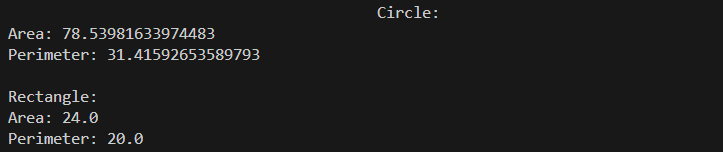 Circle:
Area: 78.53981633974483
Perimeter: 31.41592653589793
Rectangle:
Area: 24.0
Perimeter: 20.0